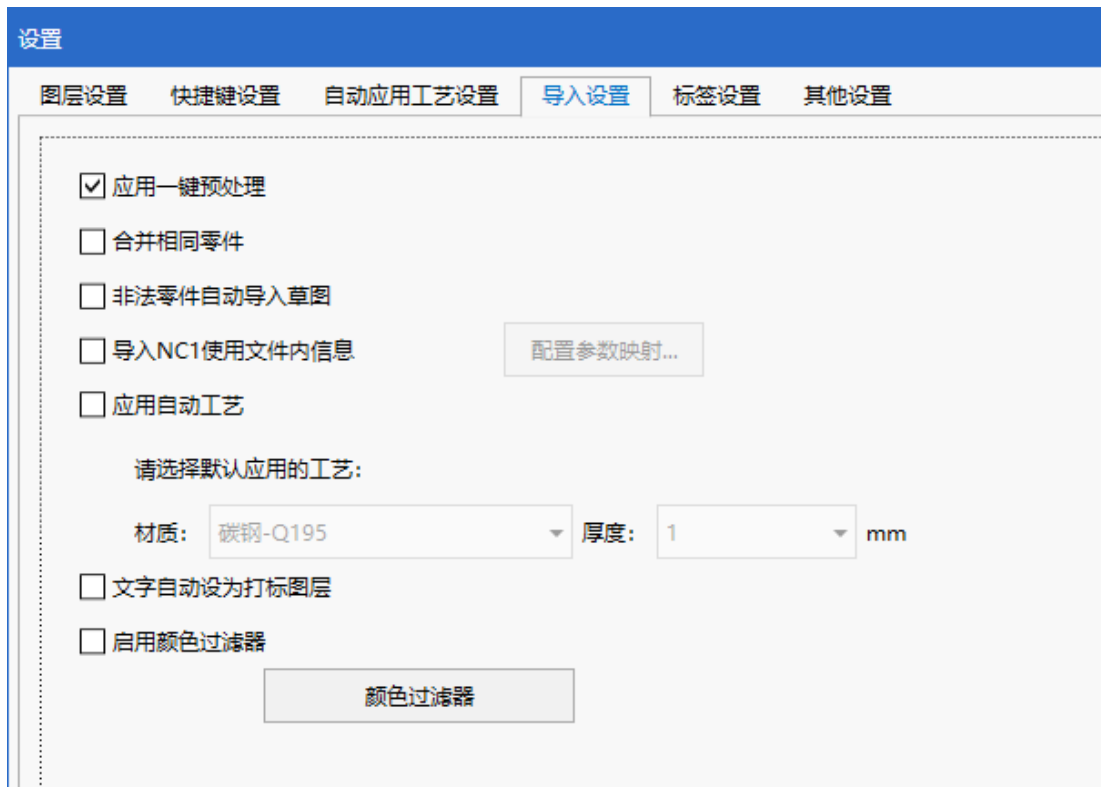 设置
图层设置 快捷键设置 自动应用工艺设置 导入设置 标签设置 其他设置
应用一键预处理
合并相同零件
非法零件自动导入草图
导入NC1使用文件内信息 配置参数映射...
应用自动工艺
请选择默认应用的工艺:
材质: 碳钢-Q195 厚度: 1 mm
文字自动设为打标图层
启用颜色过滤器
颜色过滤器